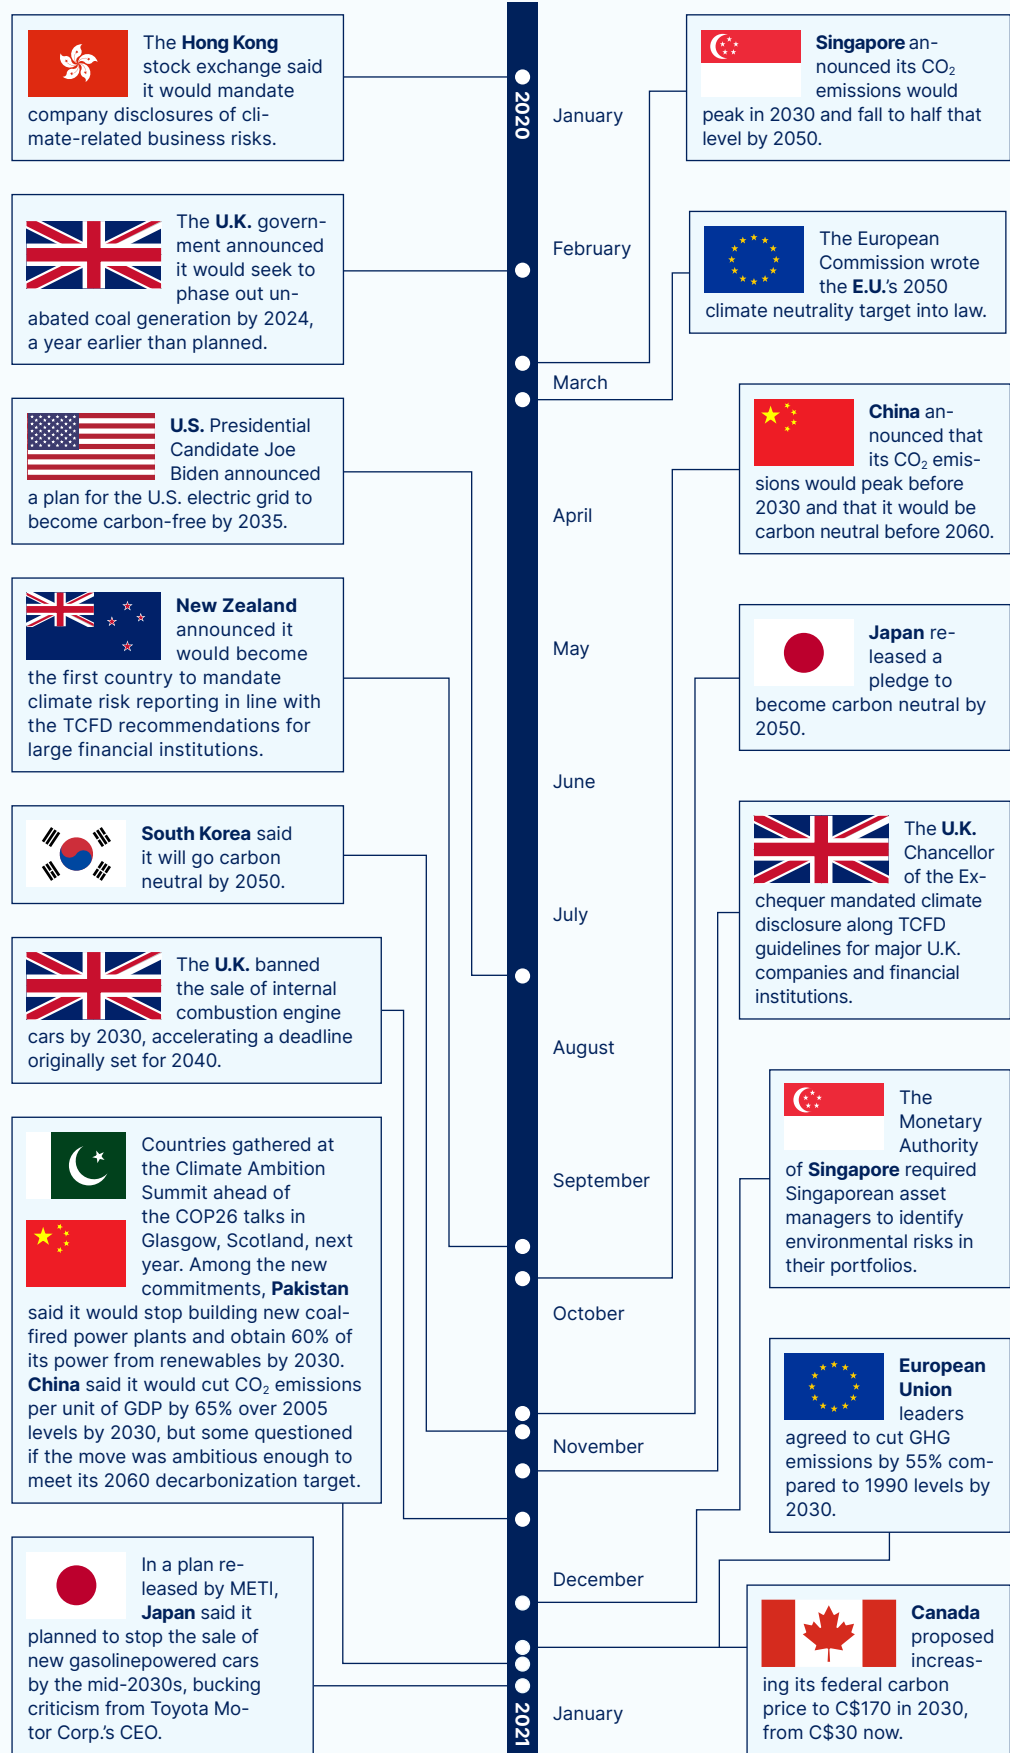 The Hong Kong
stock exchange said
it would mandate
company disclosures of cli-
mate-related business risks.
The U.K. govern-
ment announced
it would seek to
phase out un-
abated coal generation by 2024,
a year earlier than planned.
U.S. Presidential
Candidate Joe
Biden announced
a plan for the U.S. electric grid to
become carbon-free by 2035.
New Zealand
announced it
would become
the first country to mandate
climate risk reporting in line with
the TCFD recommendations for
large financial institutions.
South Korea said
it will go carbon
neutral by 2050.
The U.K. banned
the sale of internal
combustion engine
cars by 2030, accelerating a deadline
originally set for 2040.
Countries gathered at
the Climate Ambition
Summit ahead of
the COP26 talks in
Glasgow, Scotland, next
year. Among the new
commitments, Pakistan
said it would stop building new coal-
fired power plants and obtain 60% of
its power from renewables by 2030.
China said it would cut CO₂ emissions
per unit of GDP by 65% over 2005
levels by 2030, but some questioned
if the move was ambitious enough to
meet its 2060 decarbonization target.
In a plan re-
leased by METI,
Japan said it
planned to stop the sale of
new gasolinepowered cars
by the mid-2030s, bucking
criticism from Toyota Mo-
tor Corp.'s CEO.
2020
January
February
March
April
May
June
July
August
September
October
November
December
January
2021
Singapore an-
nounced its CO₂
emissions would
peak in 2030 and fall to half that
level by 2050.
The European
Commission wrote
the E.U.'s 2050
climate neutrality target into law.
China an-
nounced that
its CO₂ emis-
sions would peak before
2030 and that it would be
carbon neutral before 2060.
Japan re-
leased a
pledge to
become carbon neutral by
2050.
The U.K.
Chancellor
of the Ex-
chequer mandated climate
disclosure along TCFD
guidelines for major U.K.
companies and financial
institutions.
The
Monetary
Authority
of Singapore required
Singaporean asset
managers to identify
environmental risks in
their portfolios.
European
Union
leaders
agreed to cut GHG
emissions by 55% com-
pared to 1990 levels by
2030.
Canada
proposed
increas-
ing its federal carbon
price to C$170 in 2030,
from C$30 now.